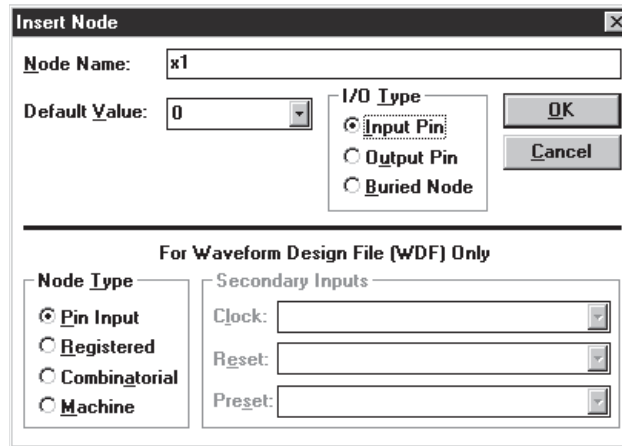 Insert Node
Node Name: x1
Default Value: 0
I/O Type
Input Pin
Output Pin
Buried Node
OK
Cancel
For Waveform Design File (WDF) Only
Node Type
Pin Input
Registered
Combinatorial
Machine
Secondary Inputs
Clock:
Reset:
Preset: